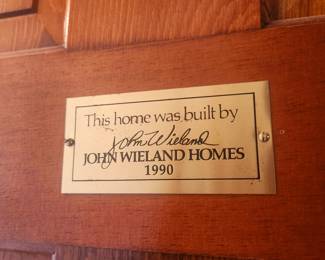 This home was built by
John Wieland
JOHN WIELAND HOMES
1990